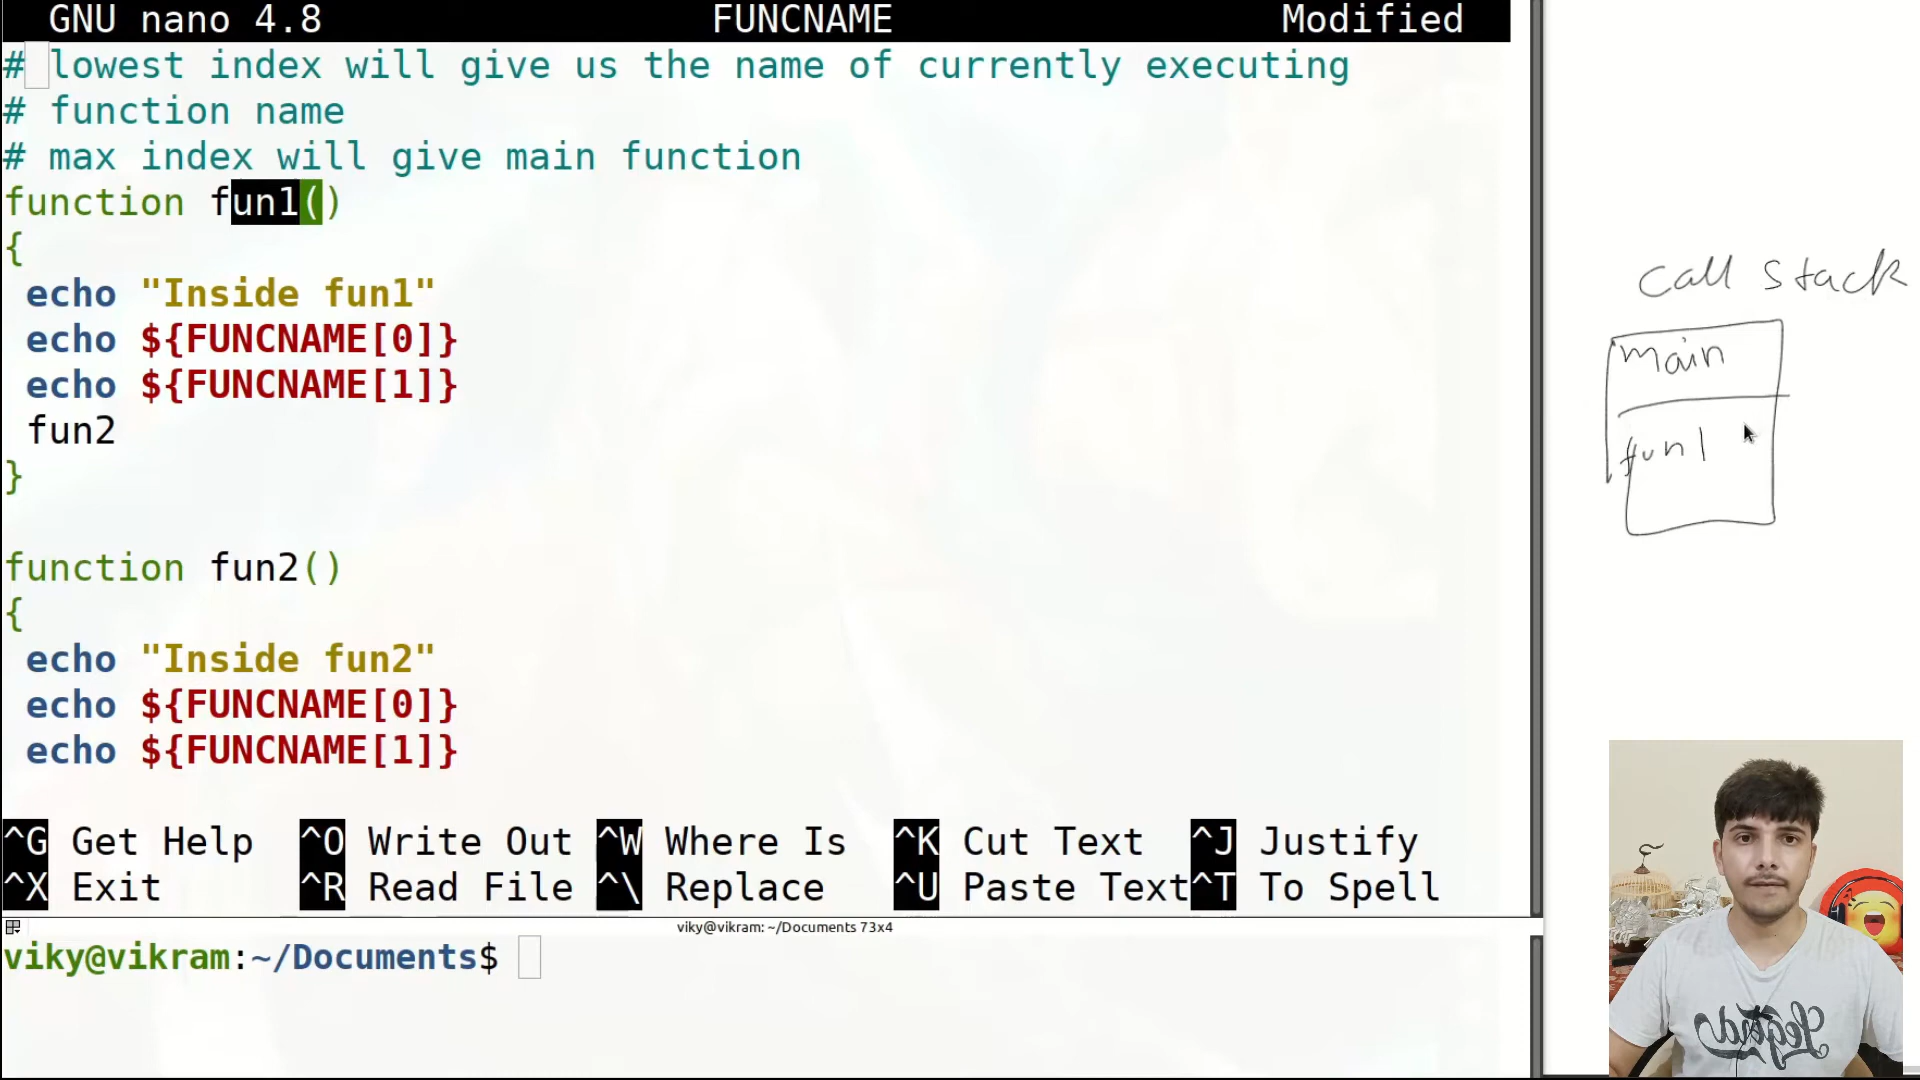 GNU nano 4.8 FUNCNAME Modified
# lowest index will give us the name of currently executing
# function name
# max index will give main function
function fun1()
{
echo "Inside fun1"
echo ${FUNCNAME[0]}
echo ${FUNCNAME[1]}
fun2
}
function fun2()
{
echo "Inside fun2"
echo ${FUNCNAME[0]}
echo ${FUNCNAME[1]}
^G Get Help ^O Write Out ^W Where Is ^K Cut Text ^J Justify
^X Exit ^R Read File ^\ Replace ^U Paste Text ^T To Spell
viky@vikram: ~/Documents 73x4
viky@vikram:~/Documents$
call stack
main
fun1
Legend